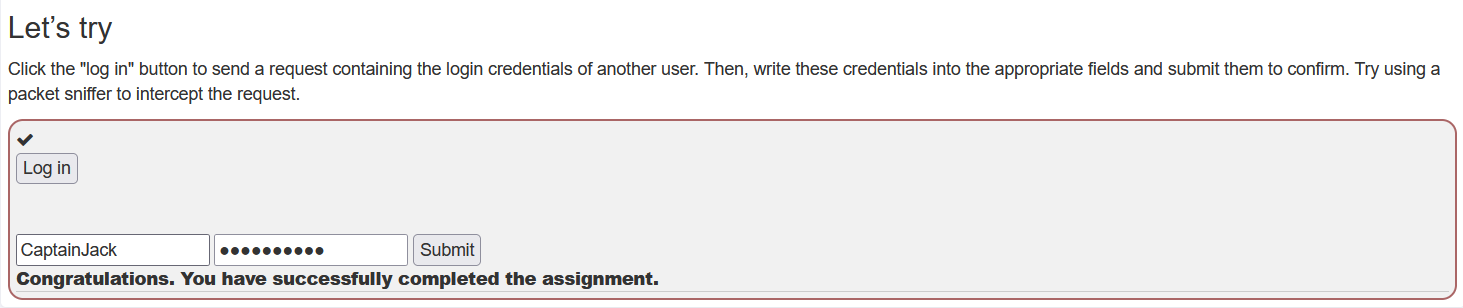 Let’s try
Click the "log in" button to send a request containing the login credentials of another user. Then, write these credentials into the appropriate fields and submit them to confirm. Try using a
packet sniffer to intercept the request.
✔
Log in
CaptainJack ●●●●●●●●●● Submit
Congratulations. You have successfully completed the assignment.